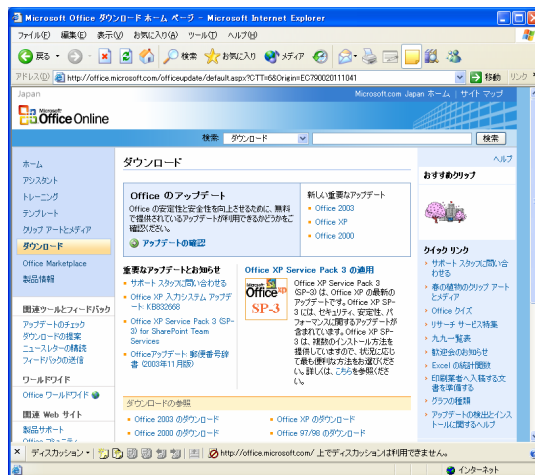 Microsoft Office ダウンロード ホーム ページ - Microsoft Internet Explorer
ファイル(F) 編集(E) 表示(V) お気に入り(A) ツール(T) ヘルプ(H)
戻る 検索 お気に入り メディア
アドレス(D) http://office.microsoft.com/officeupdate/default.aspx?CTT=6&Origin=EC790020111041 移動 リンク
Japan Microsoft.com Japan ホーム | サイト マップ
Microsoft
Office Online
検索: ダウンロード 検索
ホーム
アシスタント
トレーニング
テンプレート
クリップ アートとメディア
ダウンロード
Office Marketplace
製品情報
関連ツールとフィードバック
アップデートのチェック
ダウンロードの提案
ニュースレターの購読
フィードバックの送信
ワールドワイド
Office ワールドワイド
関連 Web サイト
製品サポート
ダウンロード
Office のアップデート
Office の安定性と安全性を向上さ
せるために、無料
で提供されているアップデートが利用できるかどうかをご
確認ください。
アップデートの確認
新しい重要なアップデート
Office 2003
Office XP
Office 2000
重要なアップデートとお知らせ
サポート スタッフに問い合わせる
Office XP 入力システム アップデ
ート: KB832668
Office XP Service Pack 3 (SP-
3) for SharePoint Team
Services
Officeアップデート: 郵便番号辞
書 (2003年11月版)
Office XP Service Pack 3 の適用
Microsoft
Office xp
SP-3
Office XP Service Pack 3
(SP-3) は、Office XP の最新の
アップデートです。Office XP SP-
3 には、セキュリティ、安定性、パ
フォーマンスに関するアップデートが
含まれています。Office XP SP-
3 は、複数のインストール方法を
提供していますので、状況に応じ
て最も便利な方法をお選びくださ
い。詳しくは、こちらを参照くださ
い。
ダウンロードの参照
Office 2003 のダウンロード
Office XP のダウンロード
Office 2000 のダウンロード
Office 97/98 のダウンロード
ヘルプ
おすすめクリップ
クイック リンク
サポート スタッフに問い合
わせる
春の植物のクリップ アート
とメディア
Office クイズ
リサーチ サービス特集
九九一覧表
歓迎会のお知らせ
Excel の統計関数
印刷業者へ入稿する文
書を準備する
グラフの種類
アップデートの検出とインス
トールに関するヘルプ
ディスカッション http://office.microsoft.com/ 上でディスカッションは利用できません。
インターネット